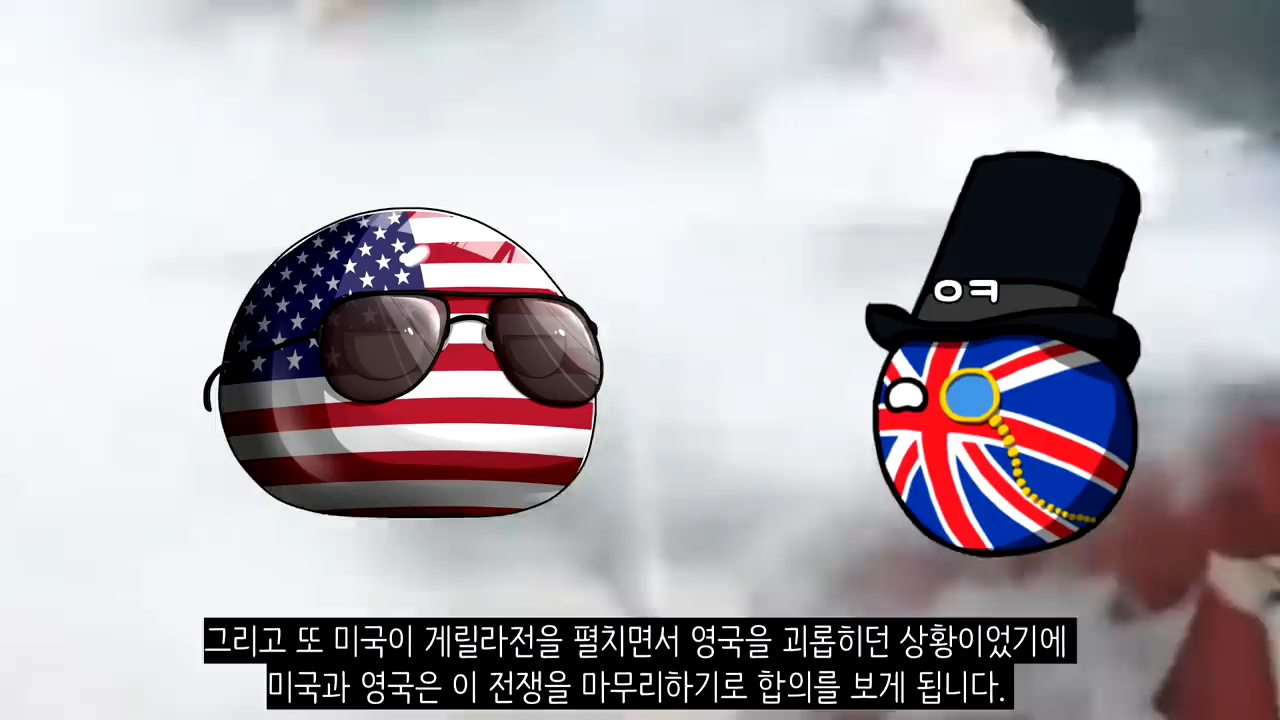 ㅇㅋ
그리고 또 미국이 게릴라전을 펼치면서 영국을 괴롭히던 상황이었기에
미국과 영국은 이 전쟁을 마무리하기로 합의를 보게 됩니다.